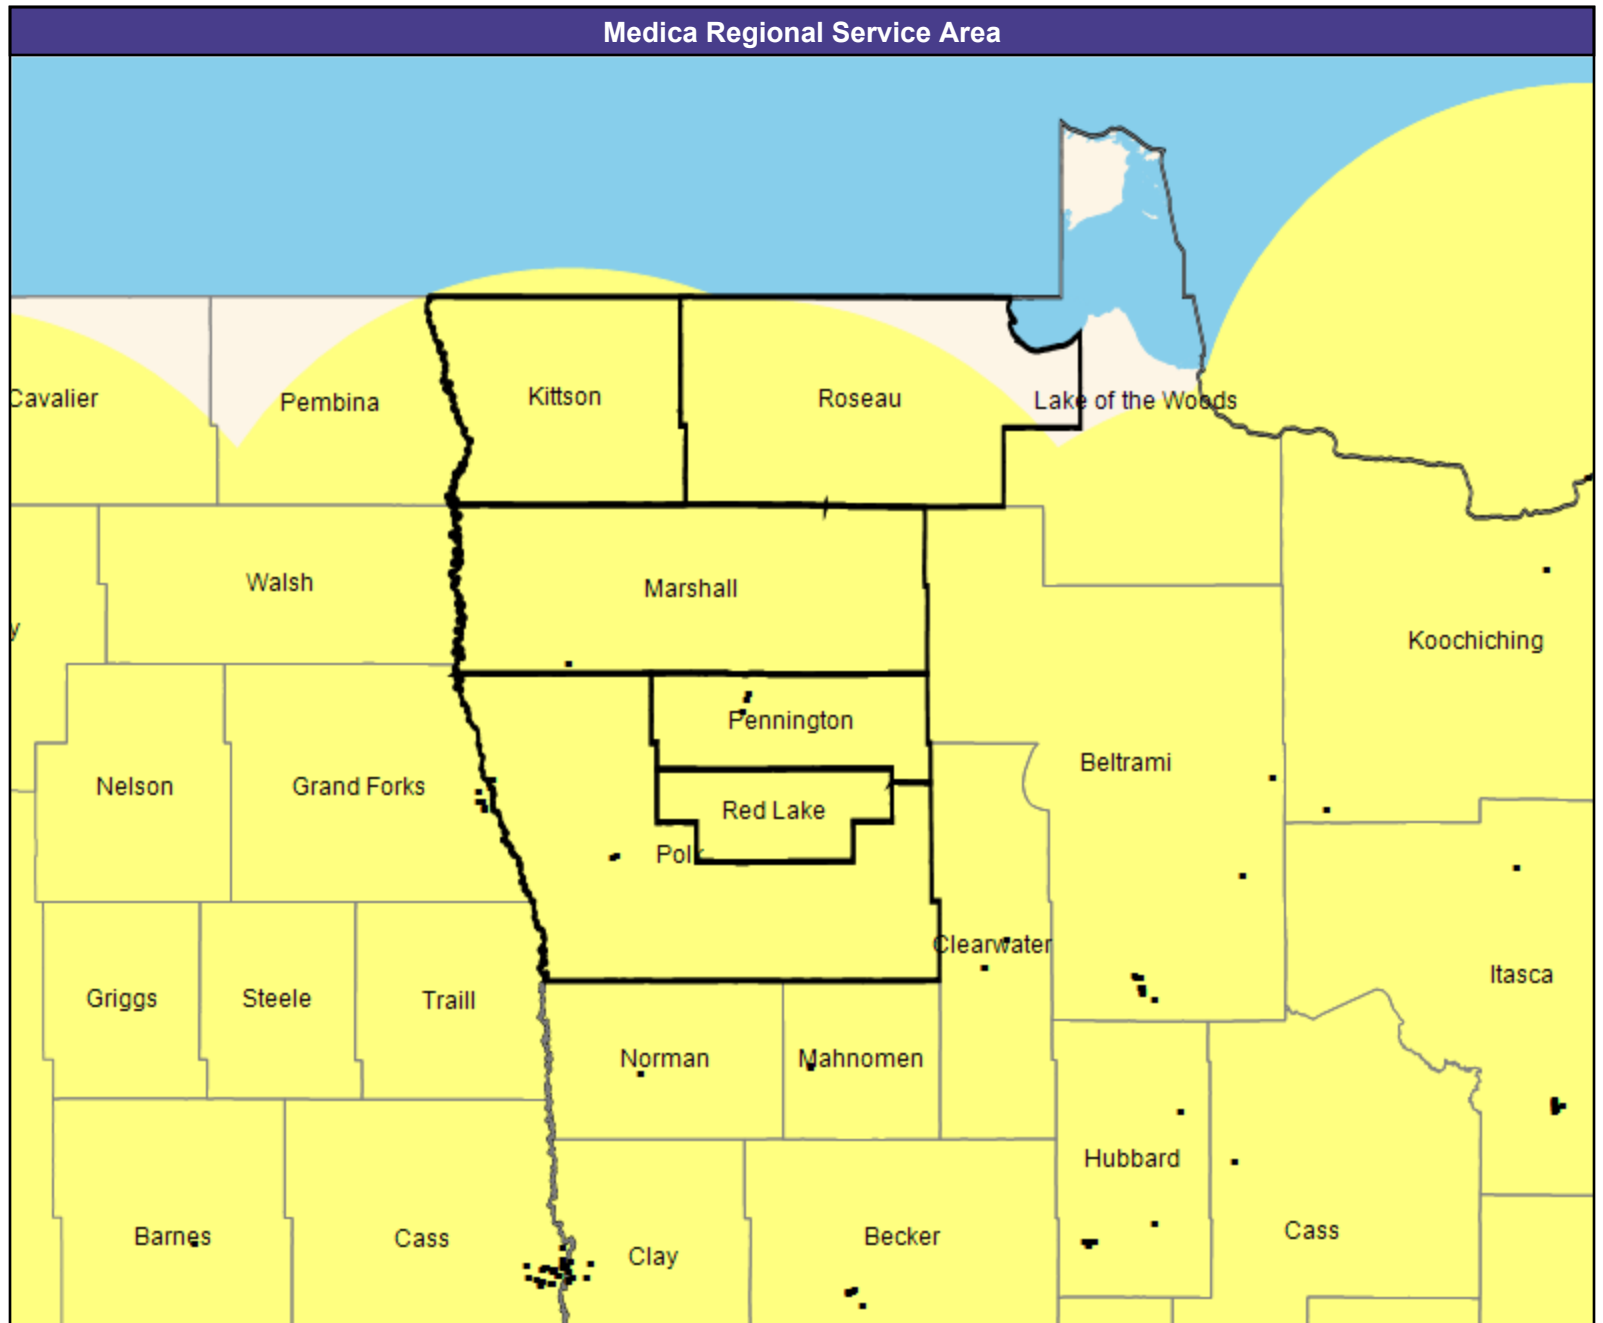 Medica Regional Service Area
Cavalier
Pembina
Kittson
Roseau
Lake of the Woods
Walsh
Marshall
y
Koochiching
Pennington
Beltrami
Nelson
Grand Forks
Red Lake
Polk
Clearwater
Itasca
Griggs
Steele
Traill
Norman
Mahnomen
Hubbard
Barnes
Cass
Clay
Becker
Cass